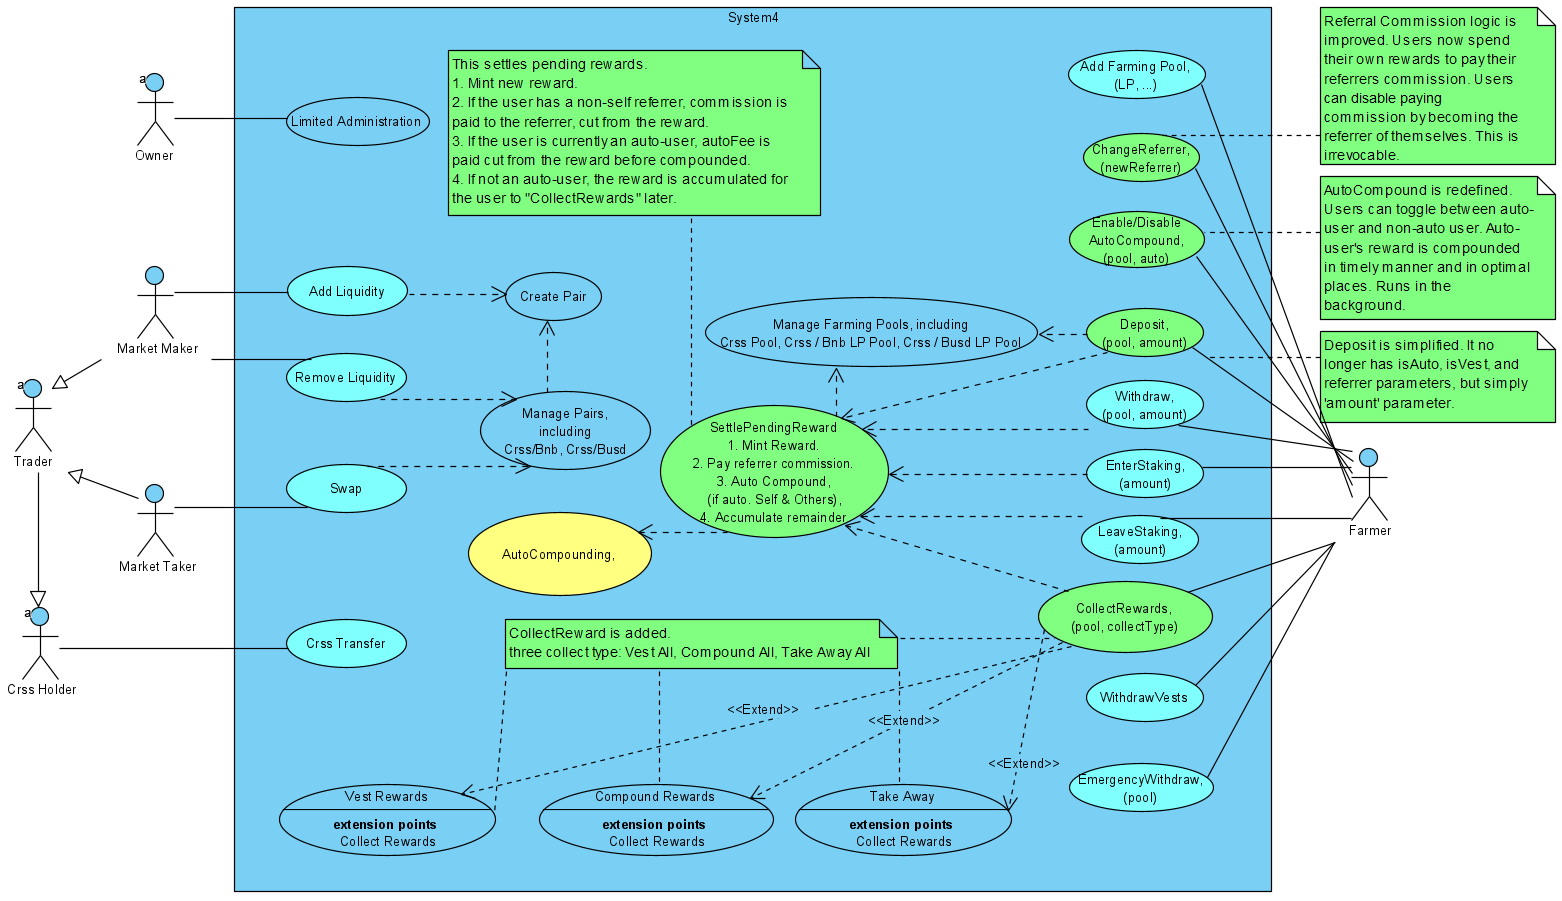 System4
a
Owner
Limited Administration
This settles pending rewards.
1. Mint new reward.
2. If the user has a non-self referrer, commission is
paid to the referrer, cut from the reward.
3. If the user is currently an auto-user, autoFee is
paid cut from the reward before compounded.
4. If not an auto-user, the reward is accumulated for
the user to "CollectRewards" later.
Add Farming Pool,
(LP, ...)
ChangeReferrer,
(newReferrer)
Enable/Disable
AutoCompound,
(pool, auto)
Referral Commission logic is
improved. Users now spend
their own rewards to pay their
referrers commission. Users
can disable paying
commission by becoming the
referrer of themselves. This is
irrevocable.
AutoCompound is redefined.
Users can toggle between auto-
user and non-auto user. Auto-
user's reward is compounded
in timely manner and in optimal
places. Runs in the
background.
Deposit is simplified. It no
longer has isAuto, isVest, and
referrer parameters, but simply
'amount' parameter.
Market Maker
Add Liquidity
Create Pair
Remove Liquidity
Manage Pairs,
including
Crss/Bnb, Crss/Busd
Manage Farming Pools, including
Crss Pool, Crss / Bnb LP Pool, Crss / Busd LP Pool
Deposit,
(pool, amount)
Withdraw,
(pool, amount)
a
Trader
Market Taker
Swap
SettlePendingReward
1. Mint Reward.
2. Pay referrer commission.
3. Auto Compound,
(if auto. Self & Others),
4. Accumulate remainder
EnterStaking,
(amount)
LeaveStaking,
(amount)
Farmer
AutoCompounding,
a
Crss Holder
Crss Transfer
CollectReward is added.
three collect type: Vest All, Compound All, Take Away All
CollectRewards,
(pool, collectType)
WithdrawVests
<<Extend>>
<<Extend>>
<<Extend>>
EmergencyWithdraw,
(pool)
Vest Rewards
extension points
Collect Rewards
Compound Rewards
extension points
Collect Rewards
Take Away
extension points
Collect Rewards